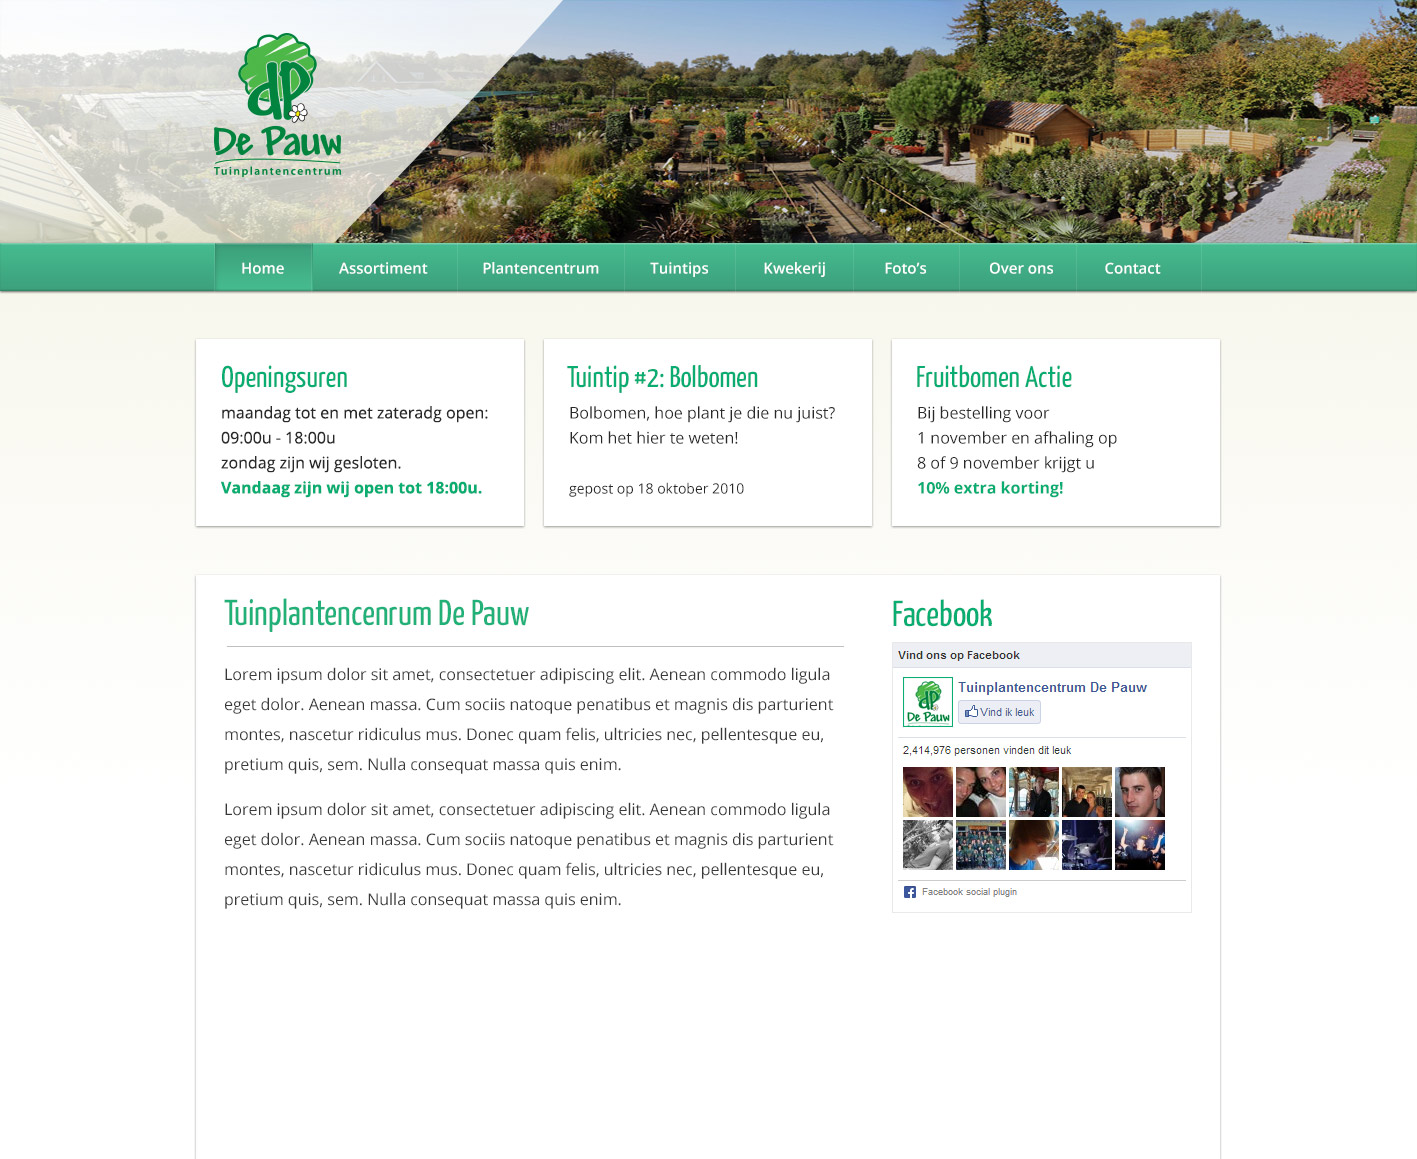 dP
De Pauw
Tuinplantencentrum
Home Assortiment Plantencentrum Tuintips Kwekerij Foto's Over ons Contact
Openingsuren
maandag tot en met zateradg open:
09:00u - 18:00u
zondag zijn wij gesloten.
Vandaag zijn wij open tot 18:00u.
Tuintip #2: Bolbomen
Bolbomen, hoe plant je die nu juist?
Kom het hier te weten!
gepost op 18 oktober 2010
Fruitbomen Actie
Bij bestelling voor
1 november en afhaling op
8 of 9 november krijgt u
10% extra korting!
Tuinplantencenrum De Pauw
Lorem ipsum dolor sit amet, consectetuer adipiscing elit. Aenean commodo ligula
eget dolor. Aenean massa. Cum sociis natoque penatibus et magnis dis parturient
montes, nascetur ridiculus mus. Donec quam felis, ultricies nec, pellentesque eu,
pretium quis, sem. Nulla consequat massa quis enim.
Lorem ipsum dolor sit amet, consectetuer adipiscing elit. Aenean commodo ligula
eget dolor. Aenean massa. Cum sociis natoque penatibus et magnis dis parturient
montes, nascetur ridiculus mus. Donec quam felis, ultricies nec, pellentesque eu,
pretium quis, sem. Nulla consequat massa quis enim.
Facebook
Vind ons op Facebook
dP
De Pauw
Tuinplantencentrum De Pauw
Vind ik leuk
2,414,976 personen vinden dit leuk
Facebook social plugin